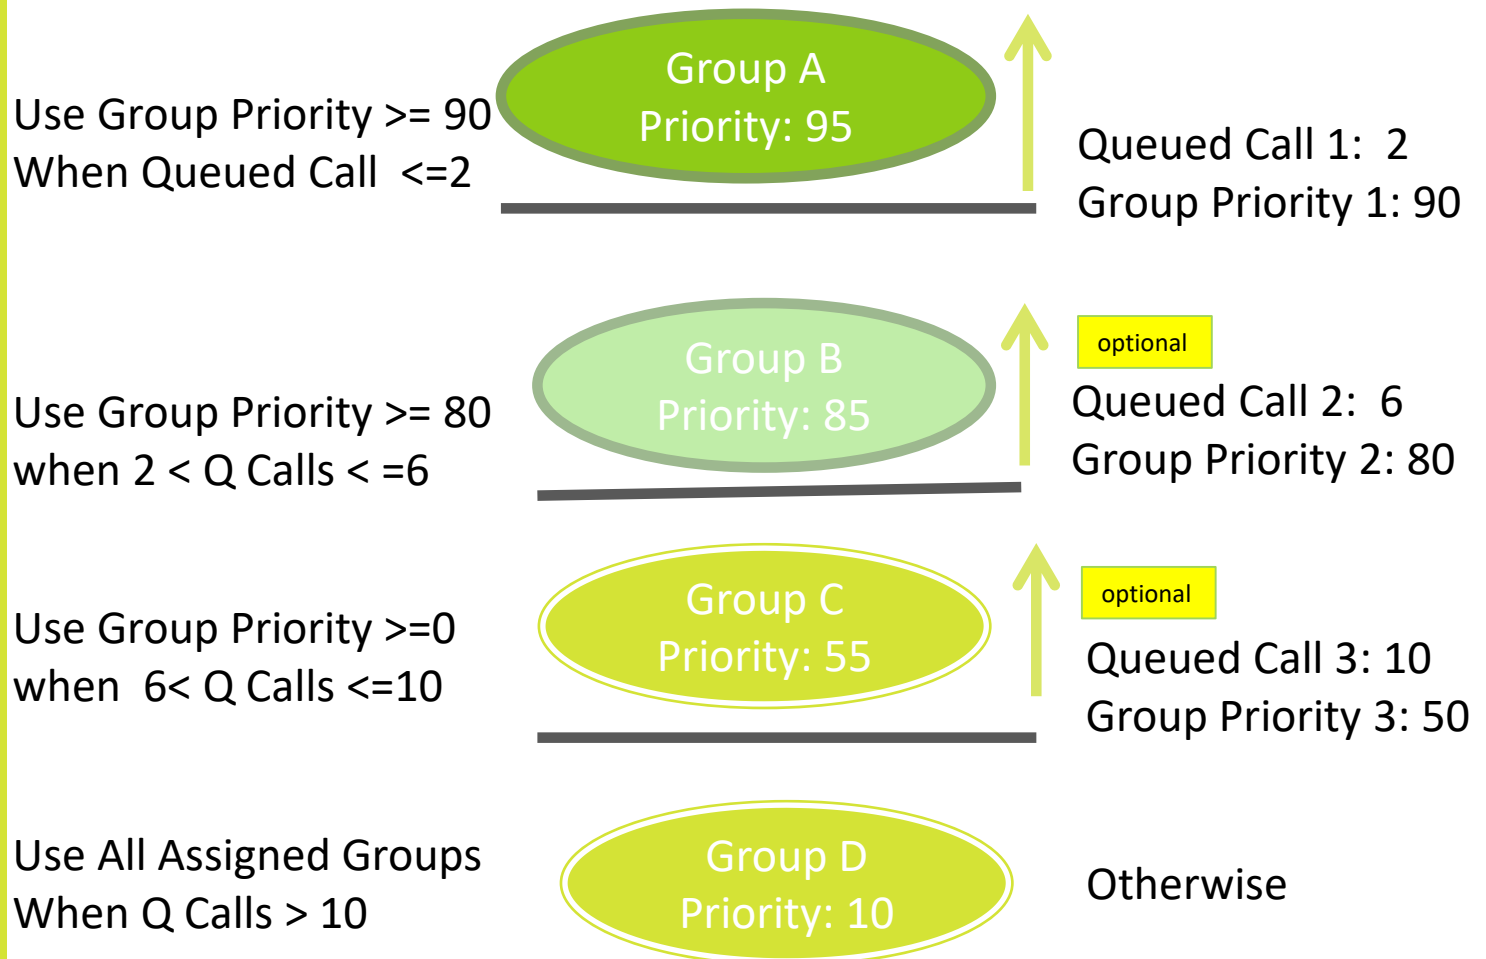 Group A
Priority: 95
Use Group Priority >= 90
When Queued Call  <=2
Queued Call 1:  2
Group Priority 1: 90
Group B
Priority: 85
optional
Use Group Priority >= 80
when 2 < Q Calls < =6
Queued Call 2:  6
Group Priority 2: 80
Group C
Priority: 55
optional
Use Group Priority >=0
when  6< Q Calls <=10
Queued Call 3: 10
Group Priority 3: 50
Use All Assigned Groups
When Q Calls > 10
Group D
Priority: 10
Otherwise